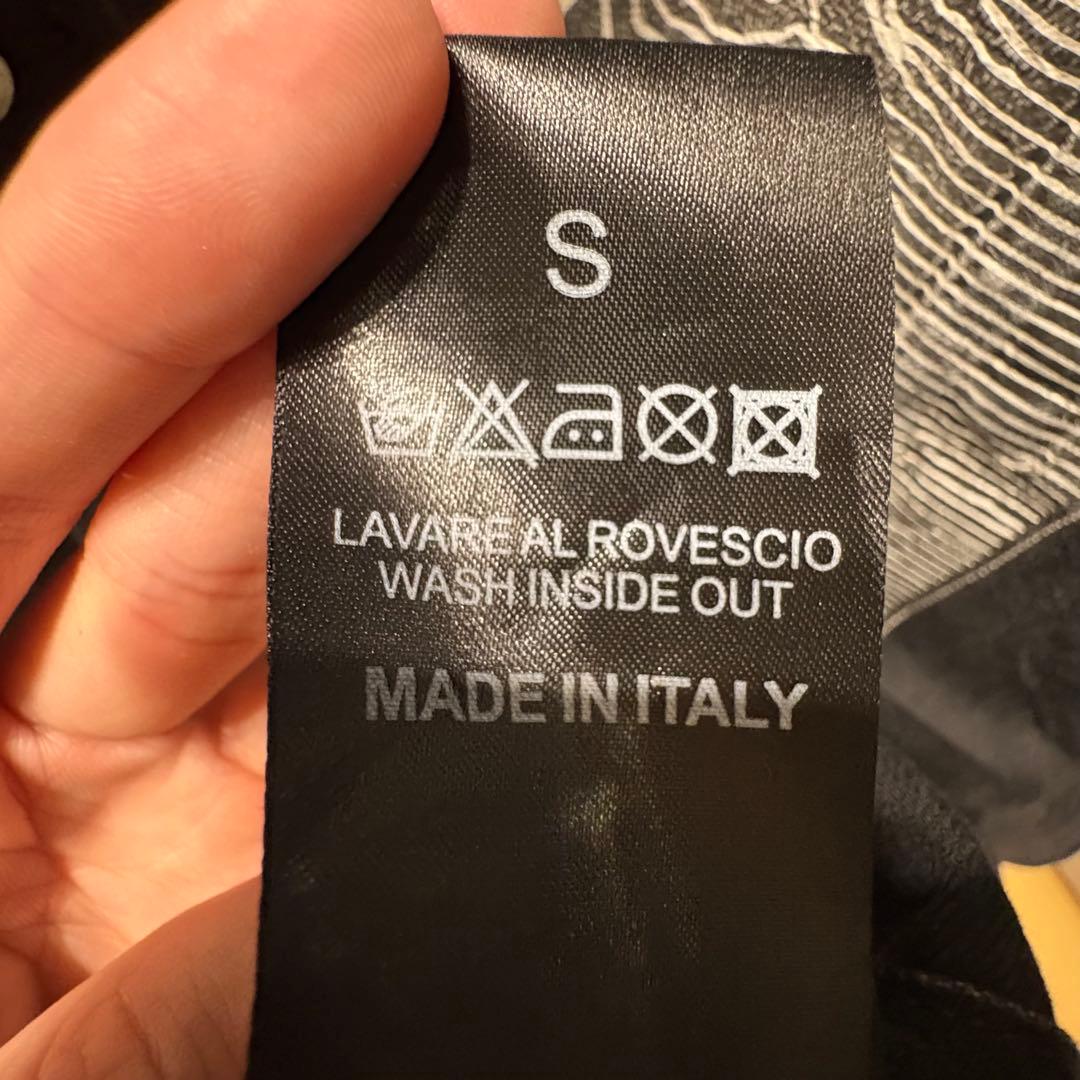 S
LAVARE AL ROVESCIO
WASH INSIDE OUT
MADE IN ITALY